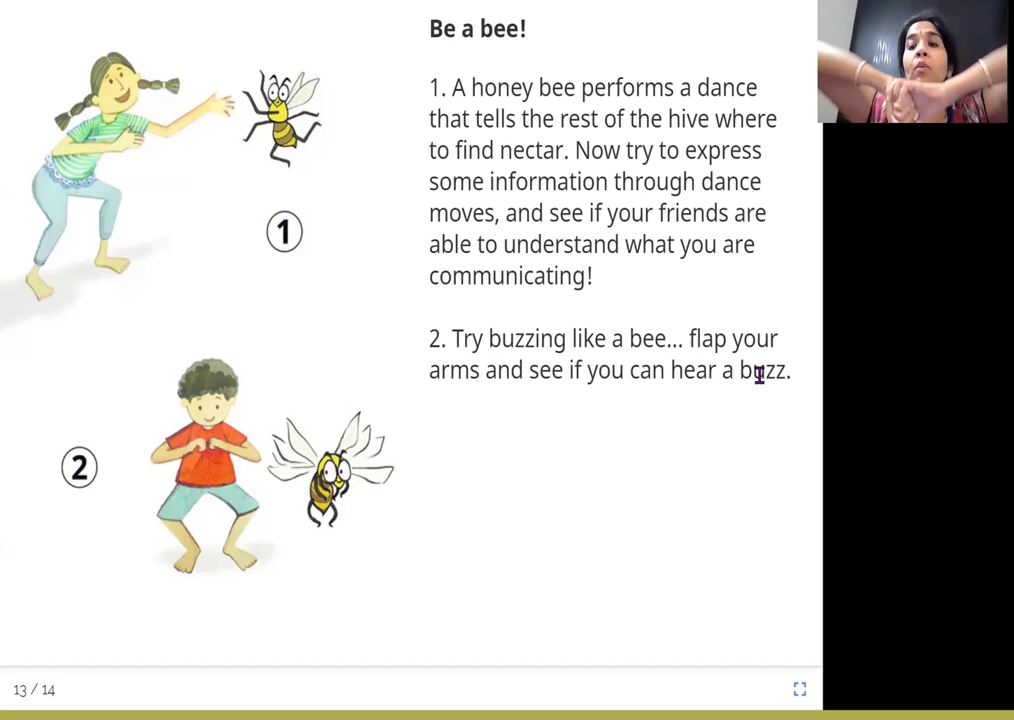 Be a bee!
1. A honey bee performs a dance
that tells the rest of the hive where
to find nectar. Now try to express
some information through dance
moves, and see if your friends are
able to understand what you are
communicating!
1
2. Try buzzing like a bee... flap your
arms and see if you can hear a buzz.
2
13 / 14